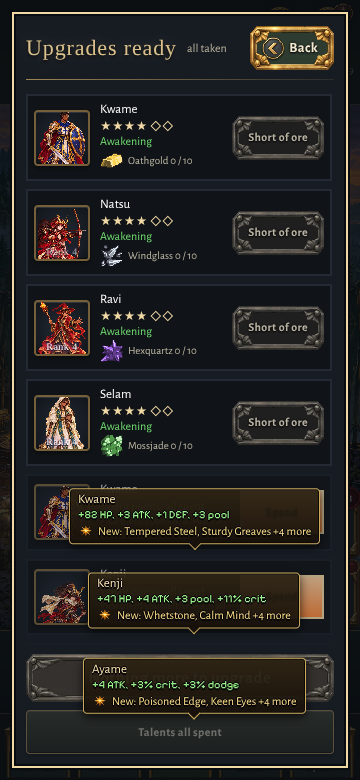 Upgrades ready all taken Back
Kwame
Awakening
Oathgold 0/10
Short of ore
Natsu
Awakening
Windglass 0/10
Short of ore
Ravi
Awakening
Hexquartz 0/10
Rank 4
Short of ore
Selam
Awakening
Mossjade 0/10
Short of ore
Kwame
Kwame
+82 HP, +3 ATK, +1 DEF, +3 pool
New: Tempered Steel, Sturdy Greaves +4 more
Kenji
+47 HP, +4 ATK, +3 pool, +11% crit
New: Whetstone, Calm Mind +4 more
Ayame
+4 ATK, +3% crit, +3% dodge
New: Poisoned Edge, Keen Eyes +4 more
Talents all spent